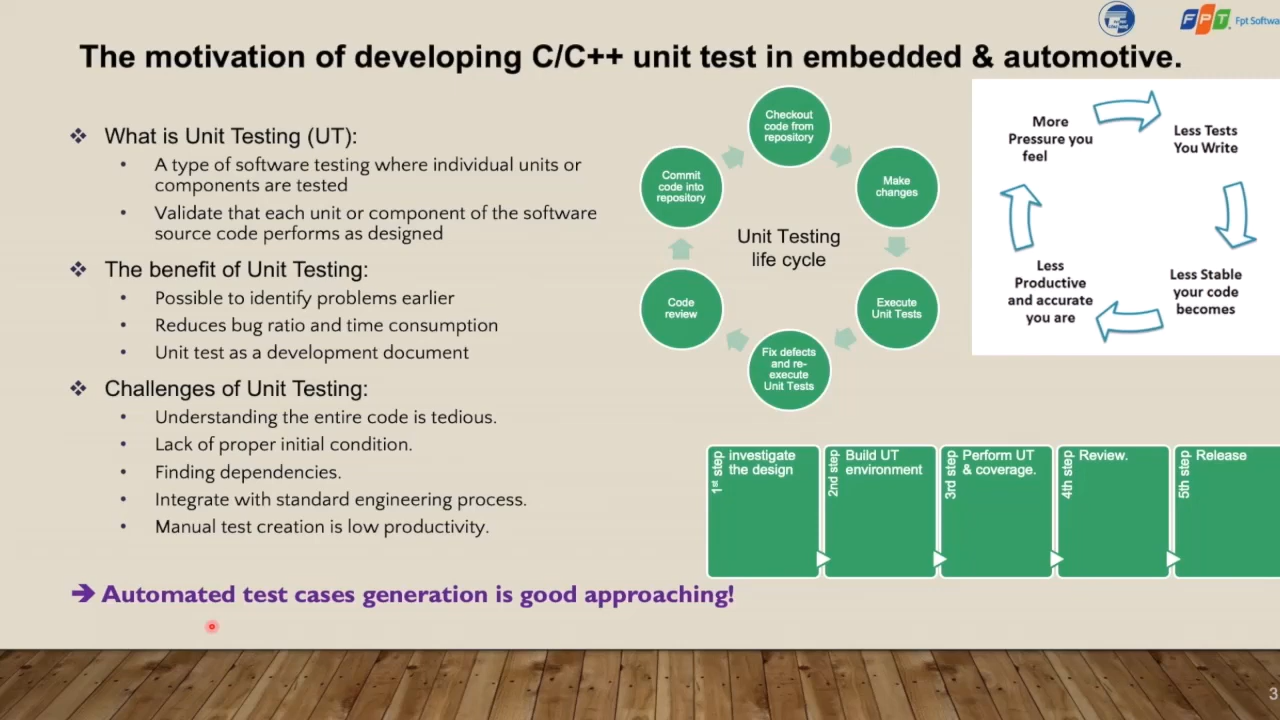 FPT Fpt Softwa
The motivation of developing C/C++ unit test in embedded & automotive.
❖ What is Unit Testing (UT):
• A type of software testing where individual units or
components are tested
• Validate that each unit or component of the software
source code performs as designed
❖ The benefit of Unit Testing:
• Possible to identify problems earlier
• Reduces bug ratio and time consumption
• Unit test as a development document
❖ Challenges of Unit Testing:
• Understanding the entire code is tedious.
• Lack of proper initial condition.
• Finding dependencies.
• Integrate with standard engineering process.
• Manual test creation is low productivity.
➔ Automated test cases generation is good approaching!
Unit Testing
life cycle
Checkout
code from
repository
Make
changes
Execute
Unit Tests
Fix defects
and re-
execute
Unit Tests
Code
review
Commit
code into
repository
More
Pressure you
feel
Less Tests
You Write
Less Stable
your code
becomes
Less
Productive
and accurate
you are
1st step
investigate
the design
2nd step
Build UT
environment
3rd step
Perform UT
& coverage.
4th step
Review.
5th step
Release
3